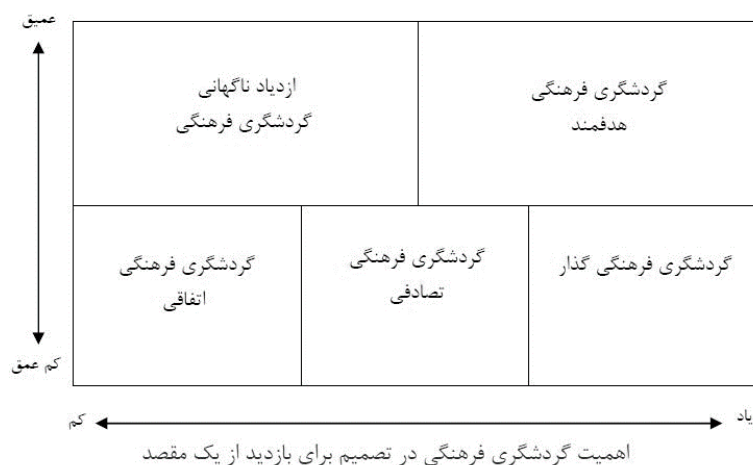 عمیق
ازدیاد ناگهانی
گردشگری فرهنگی
گردشگری فرهنگی
هدفمند
گردشگری فرهنگی
اتفاقی
گردشگری فرهنگی
تصادفی
گردشگری فرهنگی گذار
کم عمق
کم
یاد
اهمیت گردشگری فرهنگی در تصمیم برای بازدید از یک مقصد